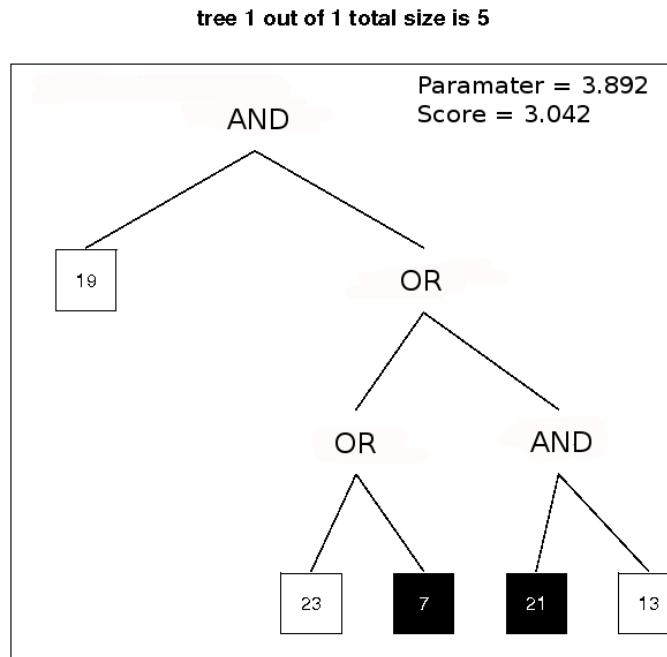 tree 1 out of 1 total size is 5
Paramater = 3.892
Score = 3.042
AND
19
OR
OR
AND
23
7
21
13